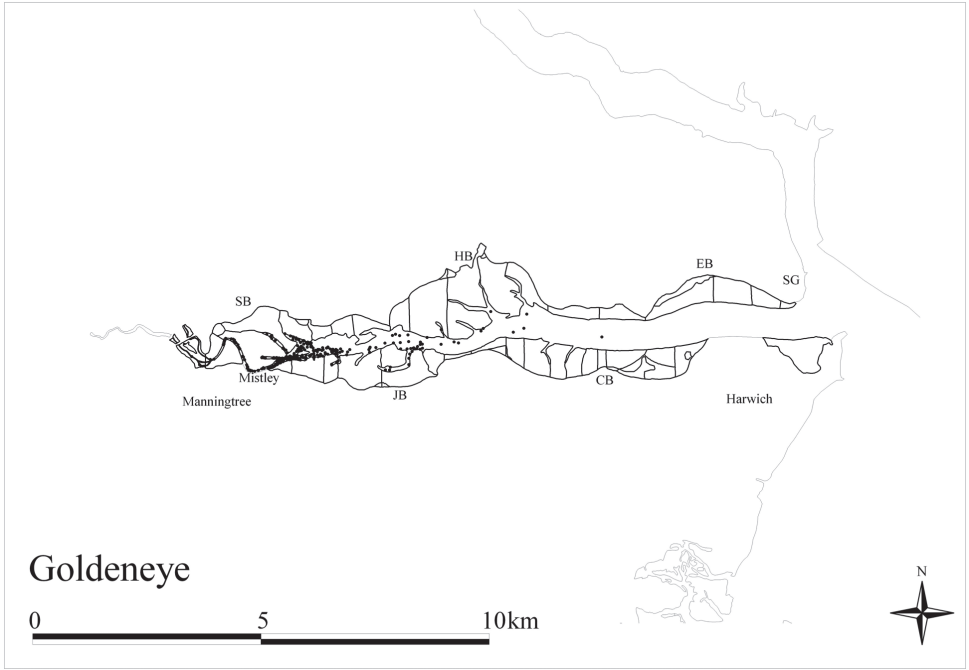 HB
EB
SG
SB
Mistley
CB
JB
Manningtree
Harwich
Goldeneye
N
0 5 10km